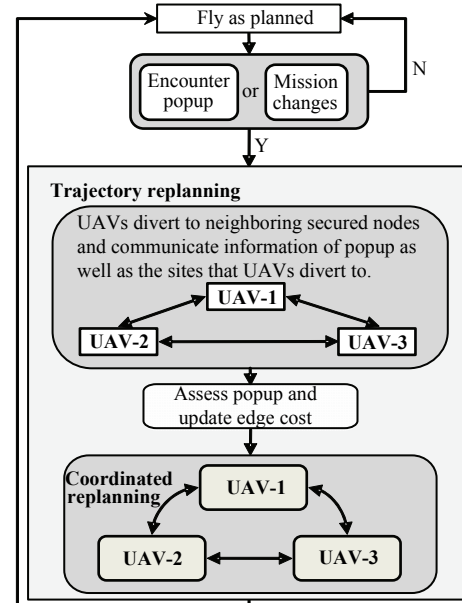 Fly as planned
N
Encounter
popup
or
Mission
changes
Y
Trajectory replanning
UAVs divert to neighboring secured nodes
and communicate information of popup as
well as the sites that UAVs divert to.
UAV-1
UAV-2
UAV-3
Assess popup and
update edge cost
Coordinated
replanning
UAV-1
UAV-2
UAV-3